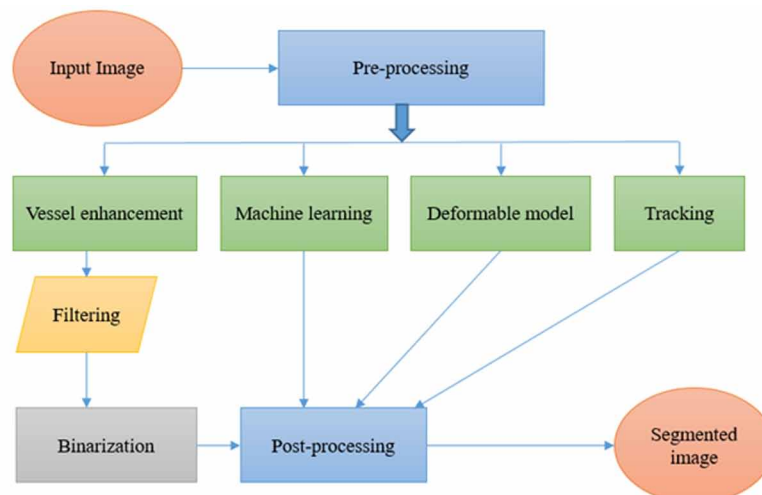 Input Image
Pre-processing
Vessel enhancement
Machine learning
Deformable model
Tracking
Filtering
Binarization
Post-processing
Segmented
image